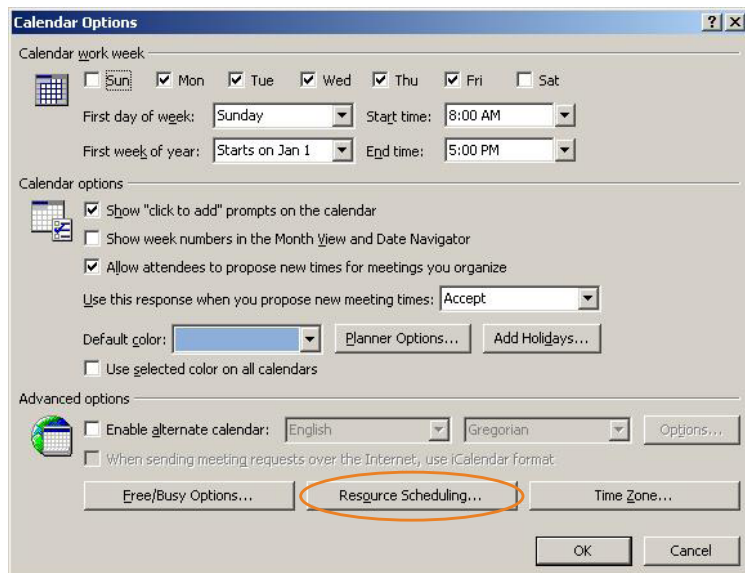 Calendar Options
Calendar work week
Sun Mon Tue Wed Thu Fri Sat
First day of week: Sunday Start time: 8:00 AM
First week of year: Starts on Jan 1 End time: 5:00 PM
Calendar options
Show "click to add" prompts on the calendar
Show week numbers in the Month View and Date Navigator
Allow attendees to propose new times for meetings you organize
Use this response when you propose new meeting times: Accept
Default color: Planner Options... Add Holidays...
Use selected color on all calendars
Advanced options
Enable alternate calendar: English Gregorian Options...
When sending meeting requests over the Internet, use iCalendar format
Free/Busy Options... Resource Scheduling... Time Zone...
OK Cancel